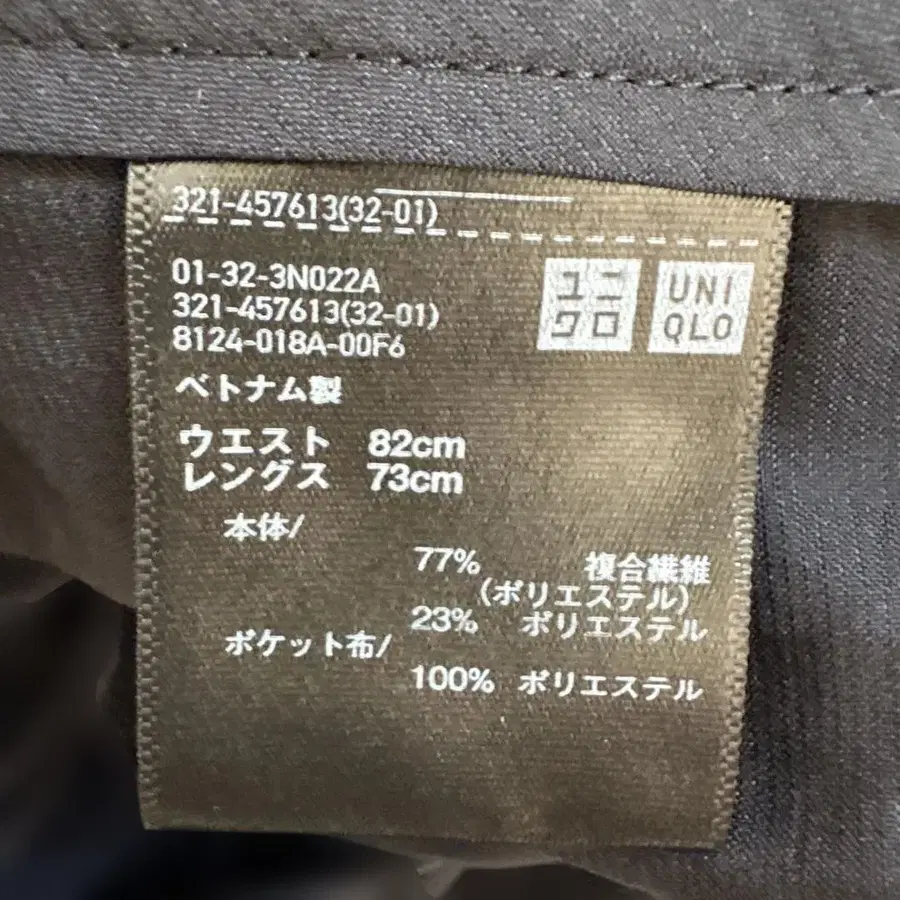 321-457613(32-01)
01-32-3N022A
321-457613(32-01)
8124-018A-00F6
ユニ
クロ
UNI
QLO
ベトナム製
ウエスト 82cm
レングス 73cm
本体/
77% 複合繊維
(ポリエステル)
23% ポリエステル
ポケット布/
100% ポリエステル